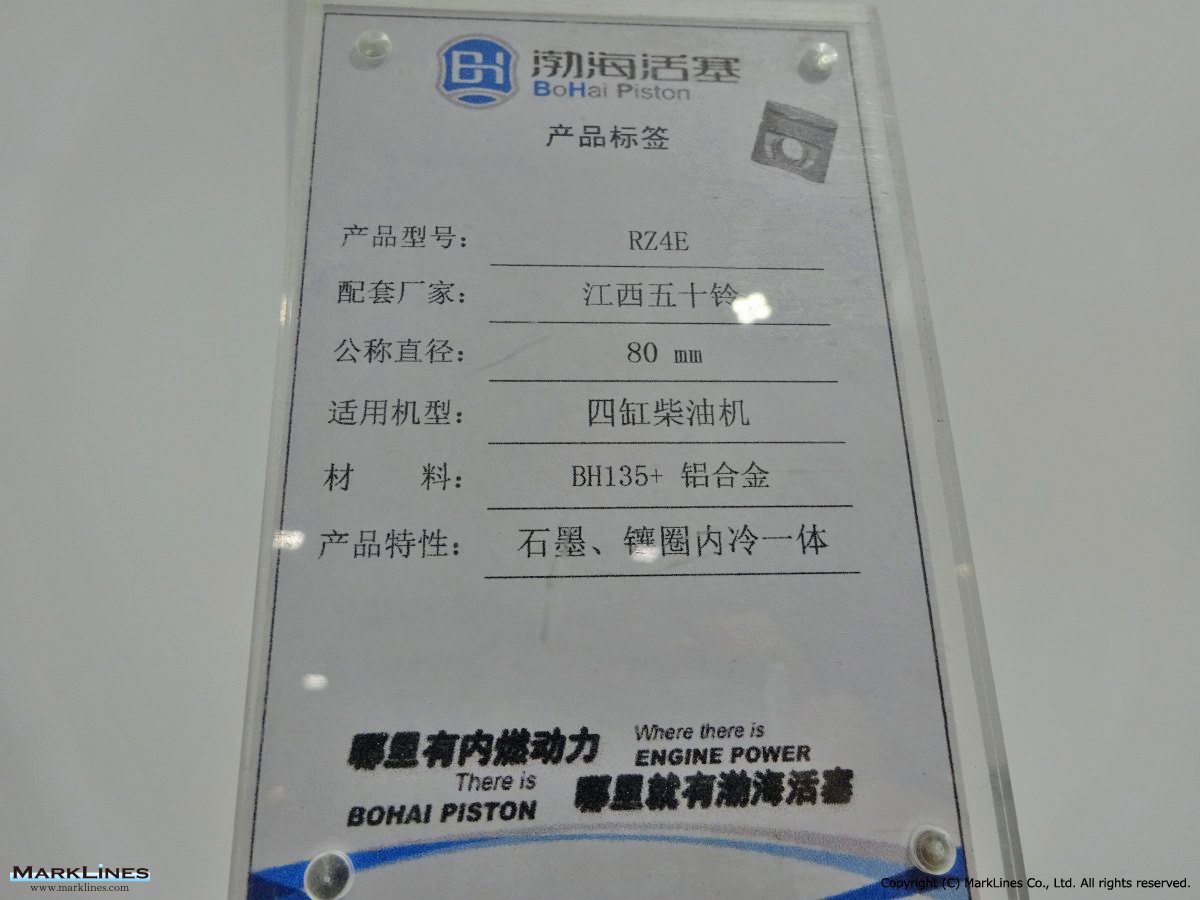 BH 渤海活塞
BoHai Piston
产品标签
产品型号： RZ4E
配套厂家： 江西五十铃
公称直径： 80 mm
适用机型： 四缸柴油机
材 料： BH135+ 铝合金
产品特性： 石墨、镶圈内冷一体
哪里有内燃动力 Where there is
ENGINE POWER
There is 哪里就有渤海活塞
BOHAI PISTON
MARKLINES
www.marklines.com
Copyright (C) MarkLines Co., Ltd. All rights reserved.